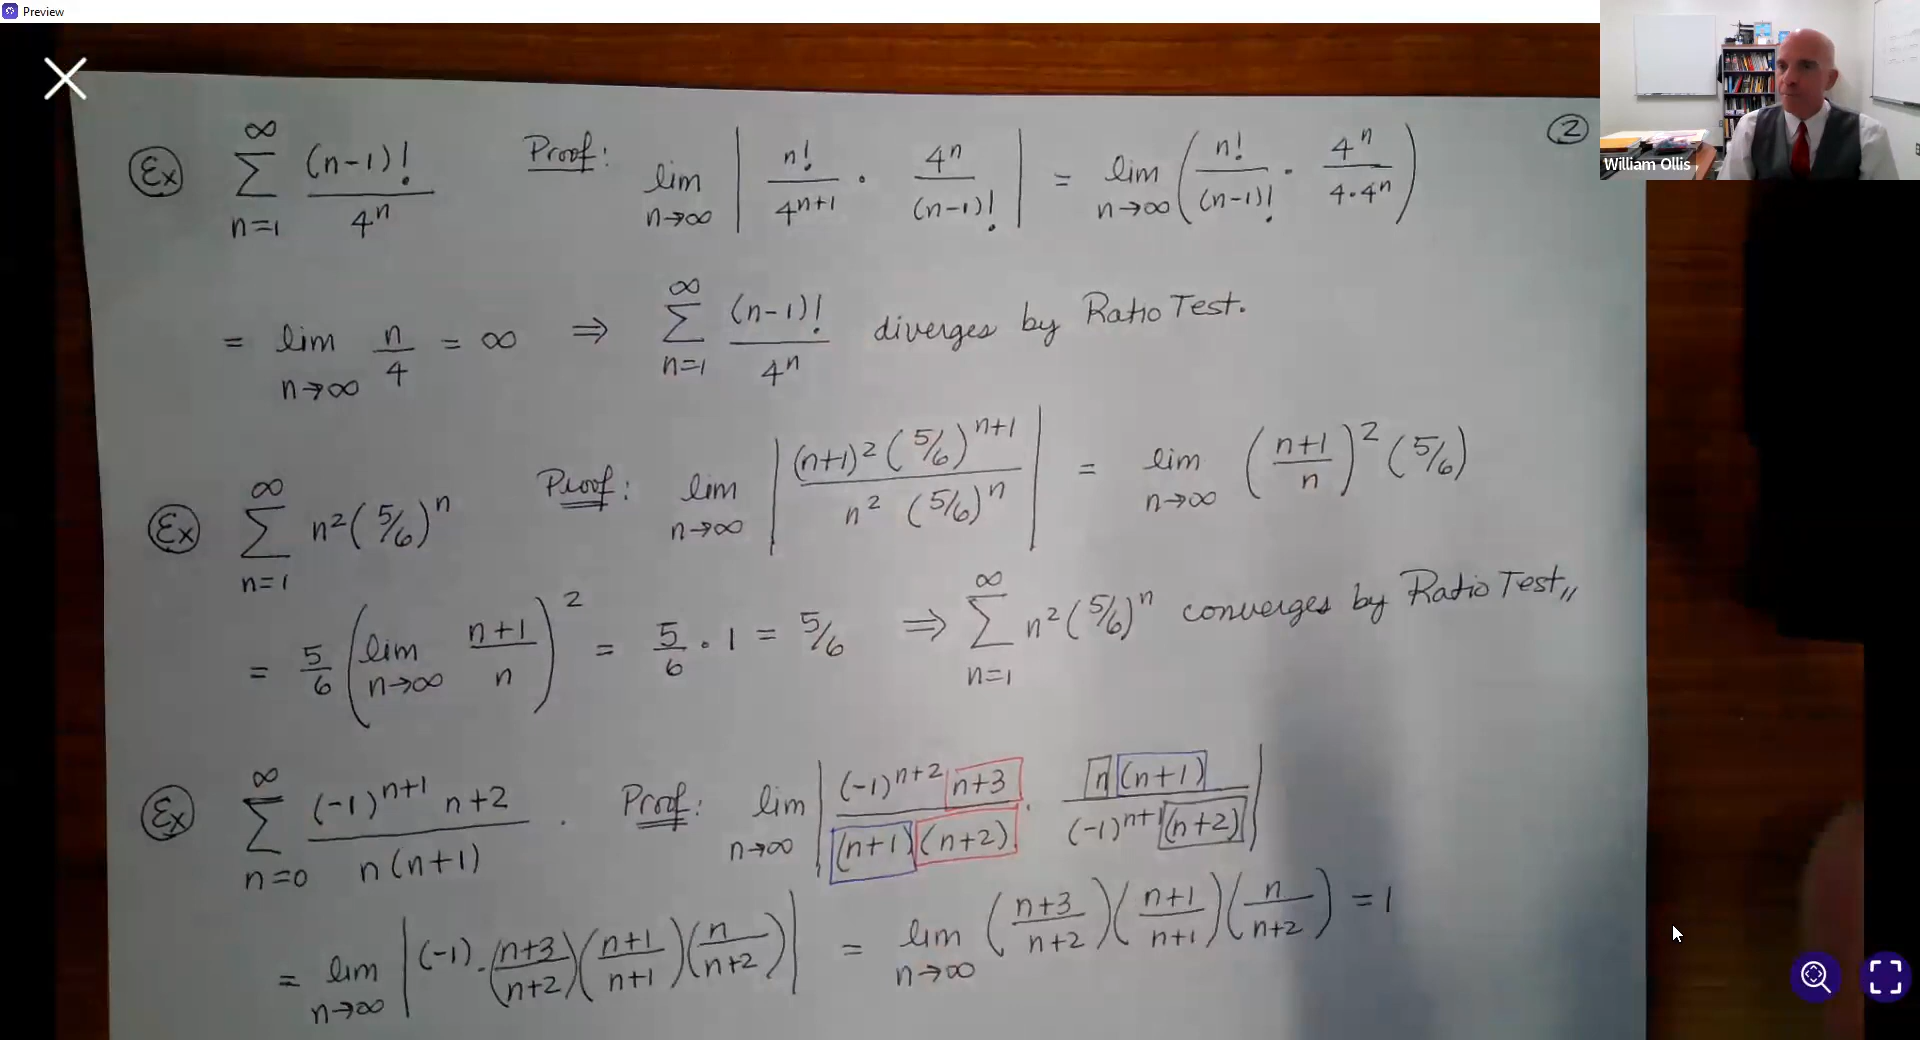 Preview
William Ollis
②
Ex ∑_{n=1}^{∞} (n-1)!/4^n Proof: lim_{n→∞} | n!/4^{n+1} · 4^n/(n-1)! | = lim_{n→∞} ( n!/(n-1)! · 4^n/(4·4^n) )
= lim_{n→∞} n/4 = ∞ ⇒ ∑_{n=1}^{∞} (n-1)!/4^n diverges by Ratio Test.
Ex ∑_{n=1}^{∞} n²(5/6)^n Proof: lim_{n→∞} | (n+1)²(5/6)^{n+1} / n²(5/6)^n | = lim_{n→∞} ((n+1)/n)² (5/6)
= 5/6 ( lim_{n→∞} (n+1)/n )² = 5/6 · 1 = 5/6 ⇒ ∑_{n=1}^{∞} n²(5/6)^n converges by Ratio Test,,
Ex ∑_{n=0}^{∞} (-1)^{n+1} n+2 / n(n+1) . Proof: lim_{n→∞} | (-1)^{n+2} n+3 / (n+1)(n+2) · n(n+1) / (-1)^{n+1}(n+2) |
= lim_{n→∞} | (-1) · ((n+3)/(n+2)) ((n+1)/(n+1)) (n/(n+2)) | = lim_{n→∞} ((n+3)/(n+2)) ((n+1)/(n+1)) (n/(n+2)) = 1